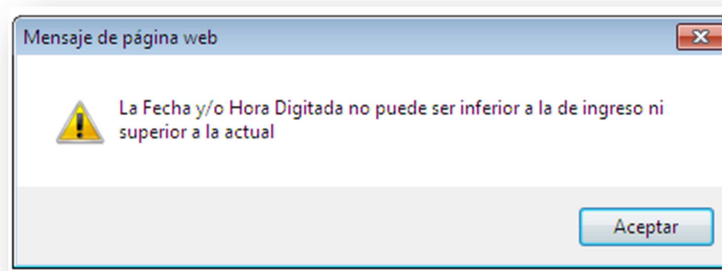 Mensaje de página web
La Fecha y/o Hora Digitada no puede ser inferior a la de ingreso ni
superior a la actual
Aceptar